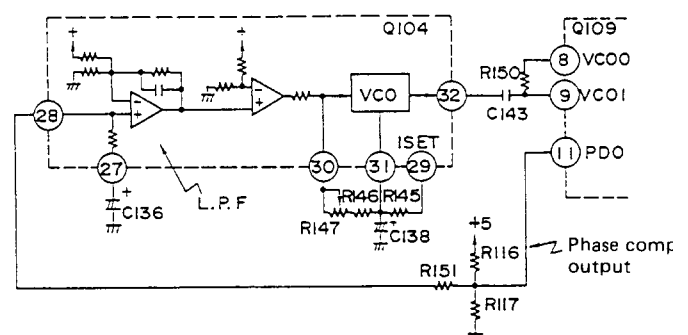 Q104
Q109
+
+
8 VCO0
R150
- +
- +
VCO
28
32
C143
9 VCO1
ISET
27
30
31
29
11 PDO
+
C136
L.P.F
R146
R145
R147
+
C138
+5
R116
Phase comp
output
R151
R117